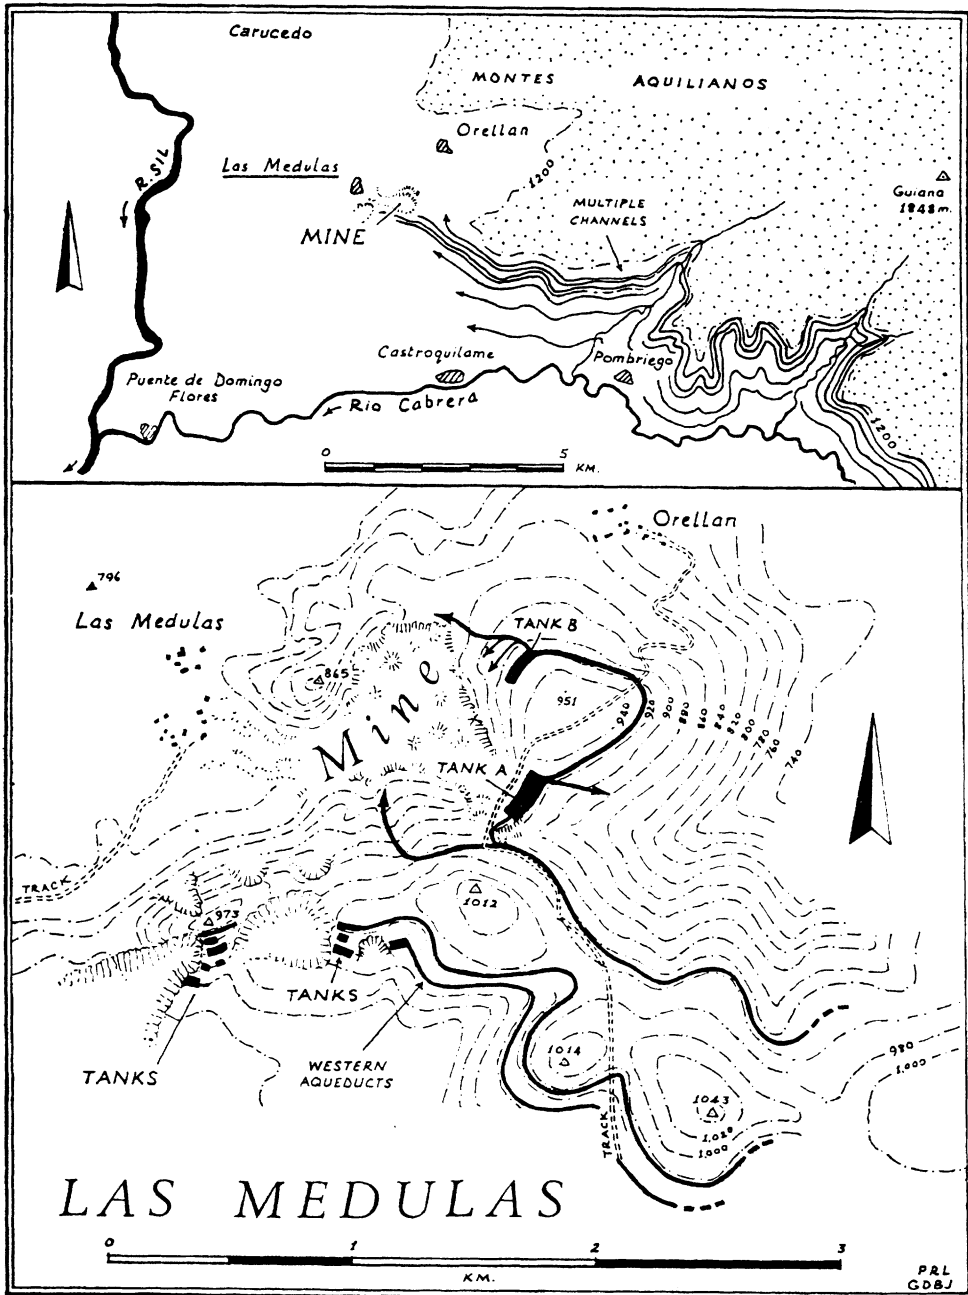 Carucedo
MONTES AQUILIANOS
Orellan
R. SIL
Las Medulas
1200
Guiana
1848 m.
MULTIPLE
CHANNELS
MINE
Castroquilame
Pombriego
Puente de Domingo
Flores
Rio Cabrera
1200
0 5
KM.
Orellan
796
TANK B
Las Medulas
865
Mine
951
940
920
900
880
860
840
820
800
780
760
740
TANK A
TRACK
1012
973
TANKS
1014
980
1,000
WESTERN
AQUEDUCTS
TANKS
1043
TRACK
1,020
1,000
LAS MEDULAS
0 1 2 3
KM.
PRL
GDBJ